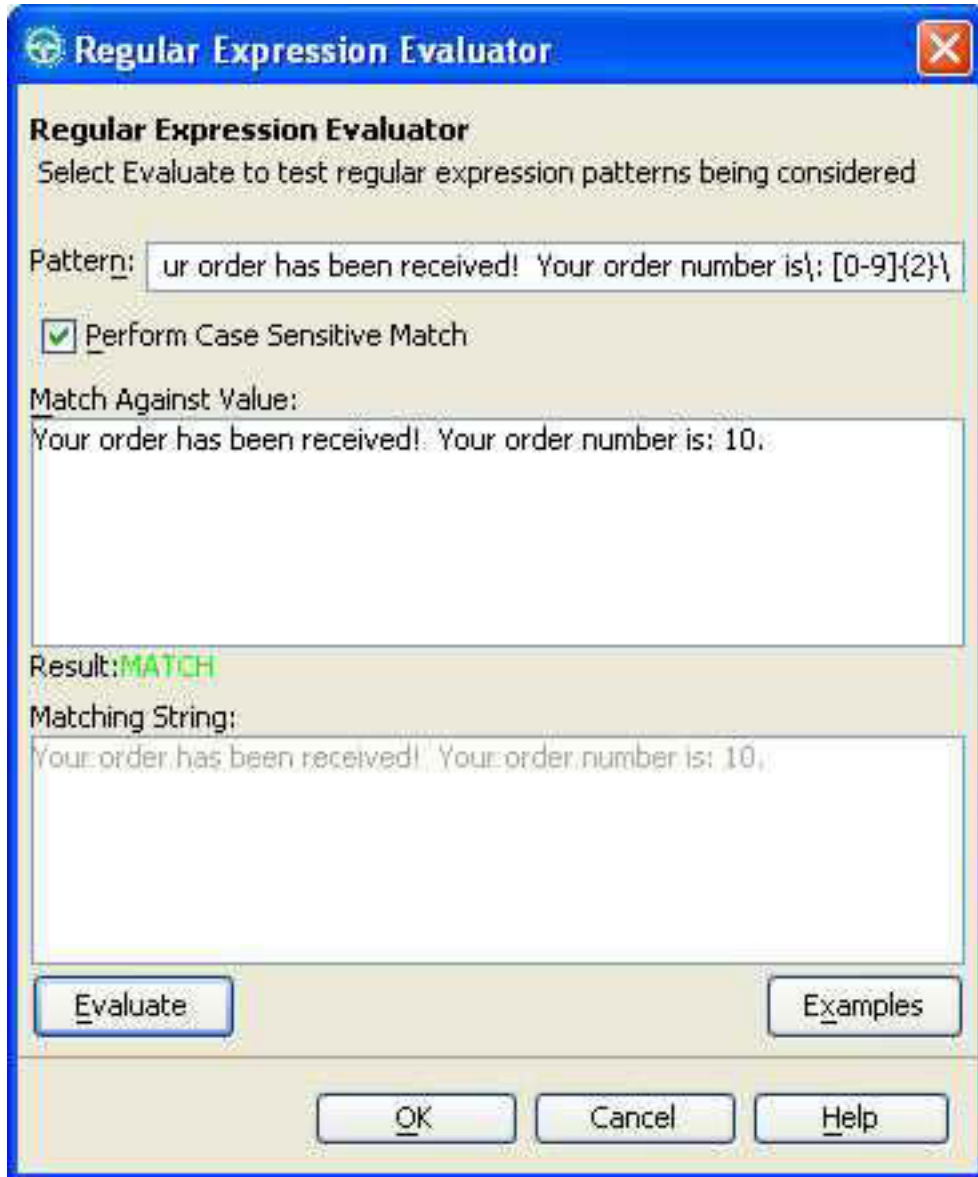 Regular Expression Evaluator
Regular Expression Evaluator
Select Evaluate to test regular expression patterns being considered
Pattern: ur order has been received!  Your order number is\: [0-9]{2}\
Perform Case Sensitive Match
Match Against Value:
Your order has been received!  Your order number is: 10.
Result:MATCH
Matching String:
Your order has been received!  Your order number is: 10.
Evaluate Examples
OK Cancel Help